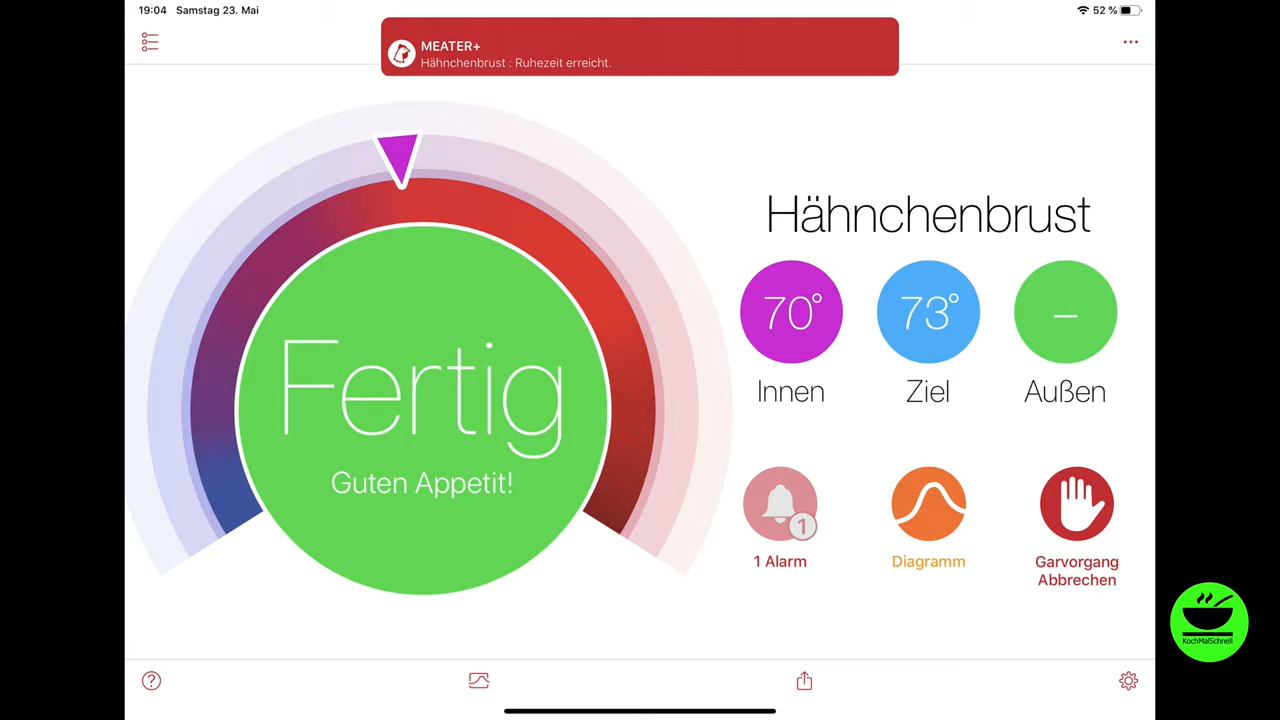 19:04 Samstag 23. Mai
52 %
MEATER+
Hähnchenbrust : Ruhezeit erreicht.
Hähnchenbrust
70° 73° –
Innen Ziel Außen
Fertig
Guten Appetit!
1
1 Alarm Diagramm Garvorgang
Abbrechen
KochMalSchnell
?